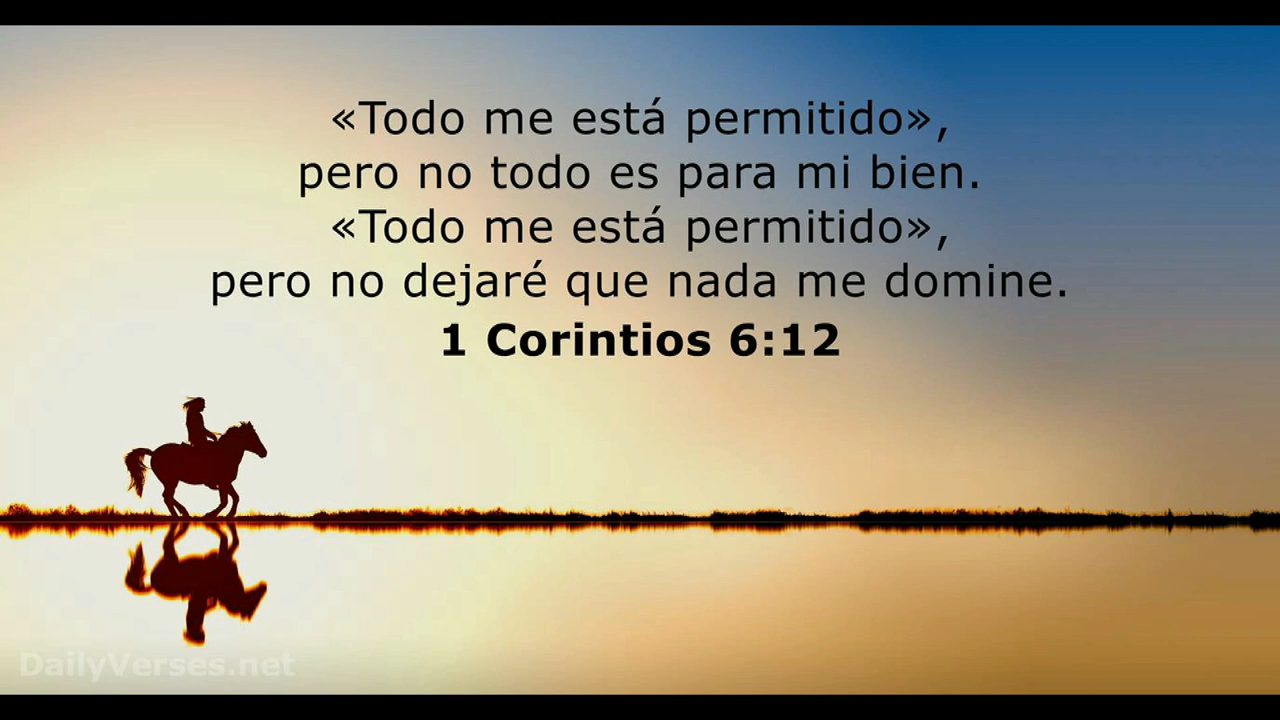 «Todo me está permitido»,
pero no todo es para mi bien.
«Todo me está permitido»,
pero no dejaré que nada me domine.
1 Corintios 6:12
DailyVerses.net